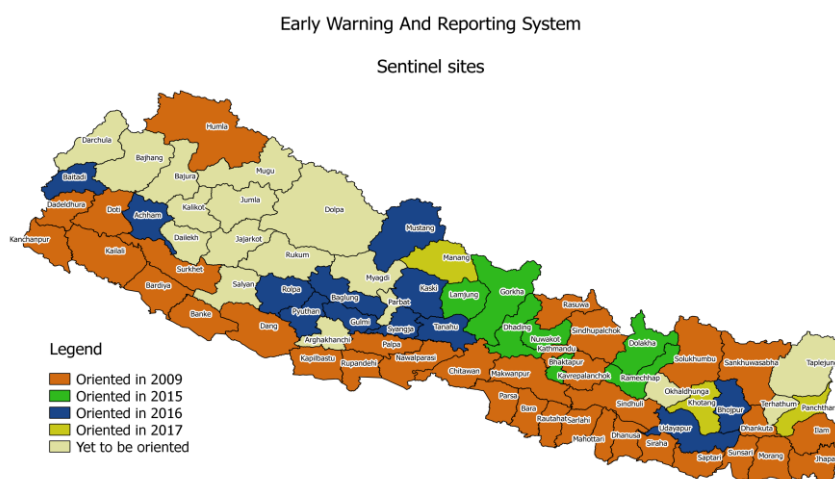 Early Warning And Reporting System
Sentinel sites
Humla
Darchula
Bajhang
Bajura
Mugu
Baitadi
Dadeldhura
Doti
Achham
Kalikot
Jumla
Dolpa
Mustang
Kanchanpur
Kailali
Dailekh
Jajarkot
Manang
Surkhet
Rukum
Myagdi
Bardiya
Salyan
Rolpa
Baglung
Parbat
Kaski
Lamjung
Gorkha
Rasuwa
Banke
Dang
Pyuthan
Gulmi
Syangja
Tanahu
Dhading
Nuwakot
Sindhupalchok
Dolakha
Arghakhanchi
Palpa
Kathmandu
Kapilbastu
Rupandehi
Nawalparasi
Chitawan
Makwanpur
Bhaktapur
Kavrepalanchok
Ramechhap
Solukhumbu
Sankhuwasabha
Taplejung
Parsa
Bara
Rautahat
Sarlahi
Mahottari
Dhanusa
Sindhuli
Siraha
Okhaldhunga
Khotang
Bhojpur
Udayapur
Terhathum
Panchthar
Dhankuta
Ilam
Saptari
Sunsari
Morang
Jhapa
Legend
Oriented in 2009
Oriented in 2015
Oriented in 2016
Oriented in 2017
Yet to be oriented